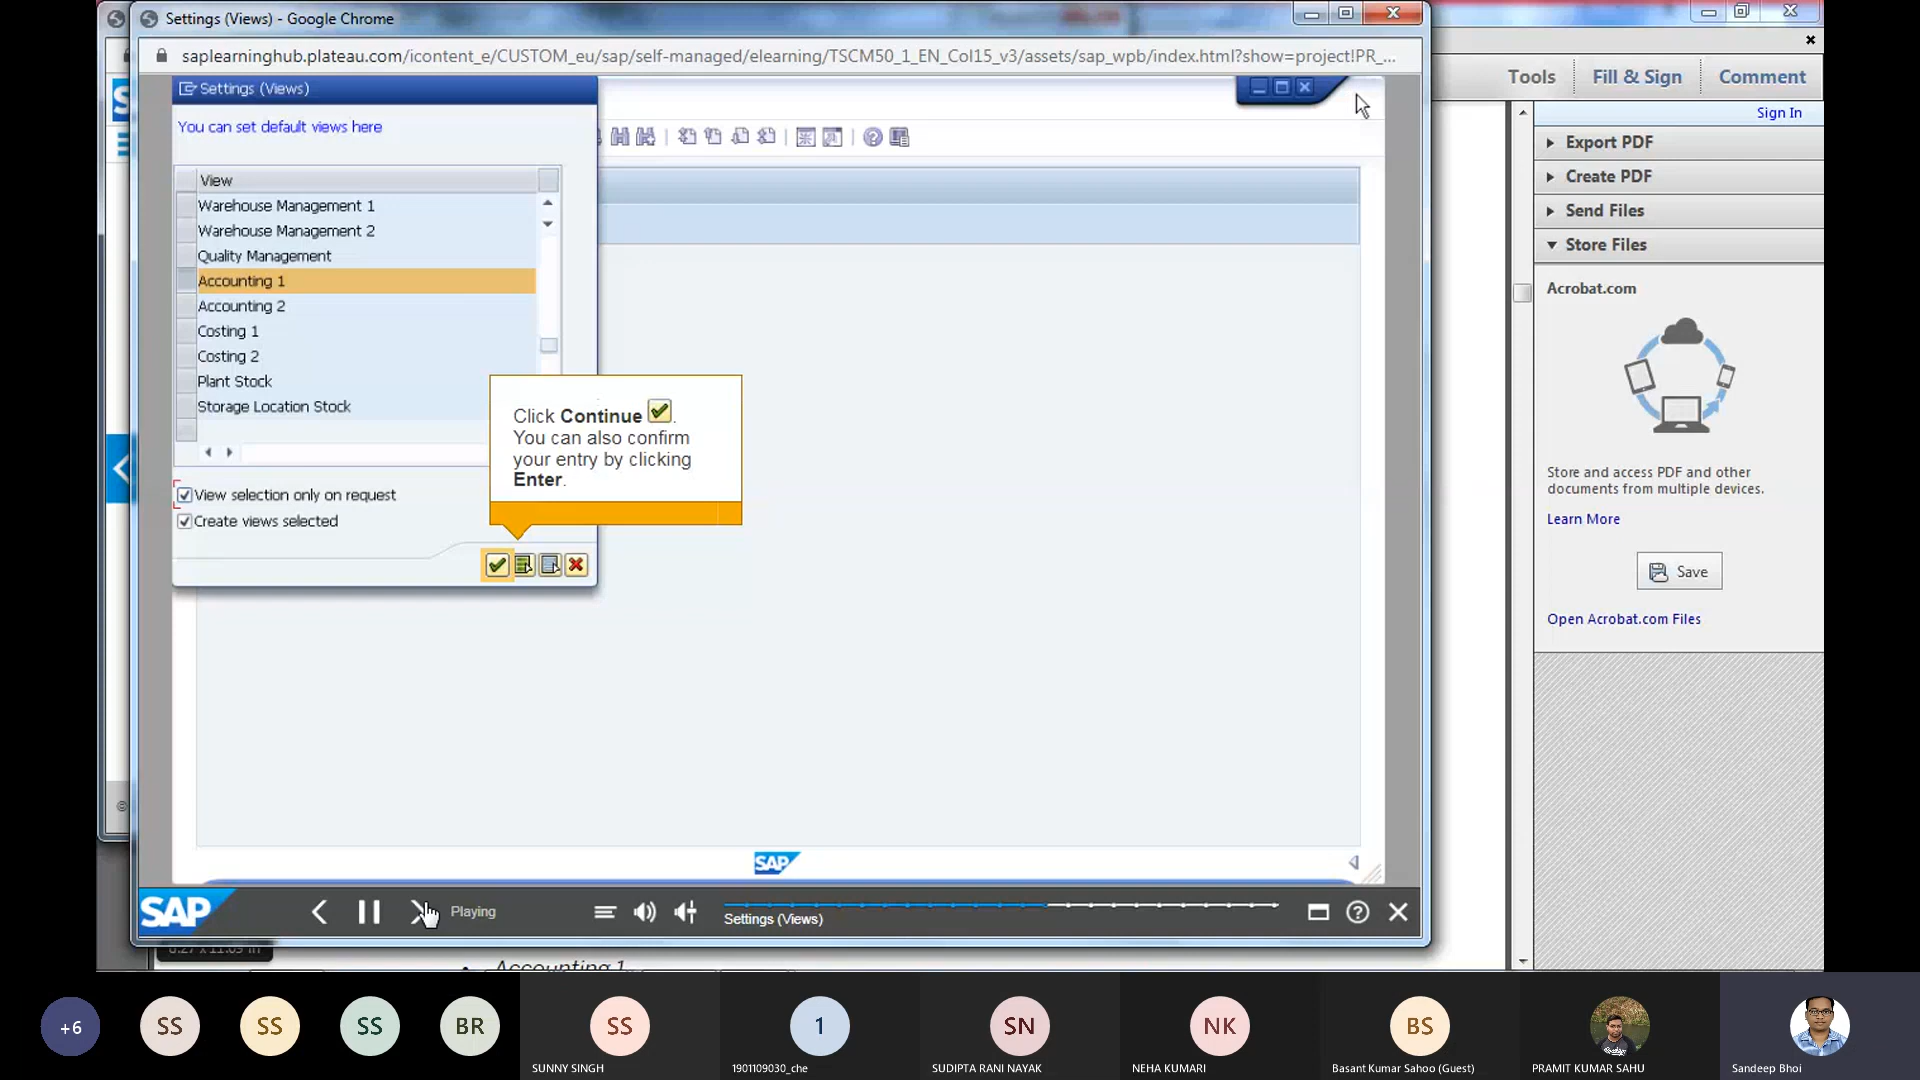 Settings (Views) - Google Chrome
saplearninghub.plateau.com/icontent_e/CUSTOM_eu/sap/self-managed/elearning/TSCM50_1_EN_Col15_v3/assets/sap_wpb/index.html?show=project!PR_...
Settings (Views)
You can set default views here
View
Warehouse Management 1
Warehouse Management 2
Quality Management
Accounting 1
Accounting 2
Costing 1
Costing 2
Plant Stock
Storage Location Stock
View selection only on request
Create views selected
Click Continue .
You can also confirm
your entry by clicking
Enter.
SAP
SAP
Playing
Settings (Views)
Accounting 1
Tools
Fill & Sign
Comment
Sign In
Export PDF
Create PDF
Send Files
Store Files
Acrobat.com
Store and access PDF and other
documents from multiple devices.
Learn More
Save
Open Acrobat.com Files
+6
SS
SS
SS
BR
SS
SUNNY SINGH
1
1901109030_che
SN
SUDIPTA RANI NAYAK
NK
NEHA KUMARI
BS
Basant Kumar Sahoo (Guest)
PRAMIT KUMAR SAHU
Sandeep Bhoi